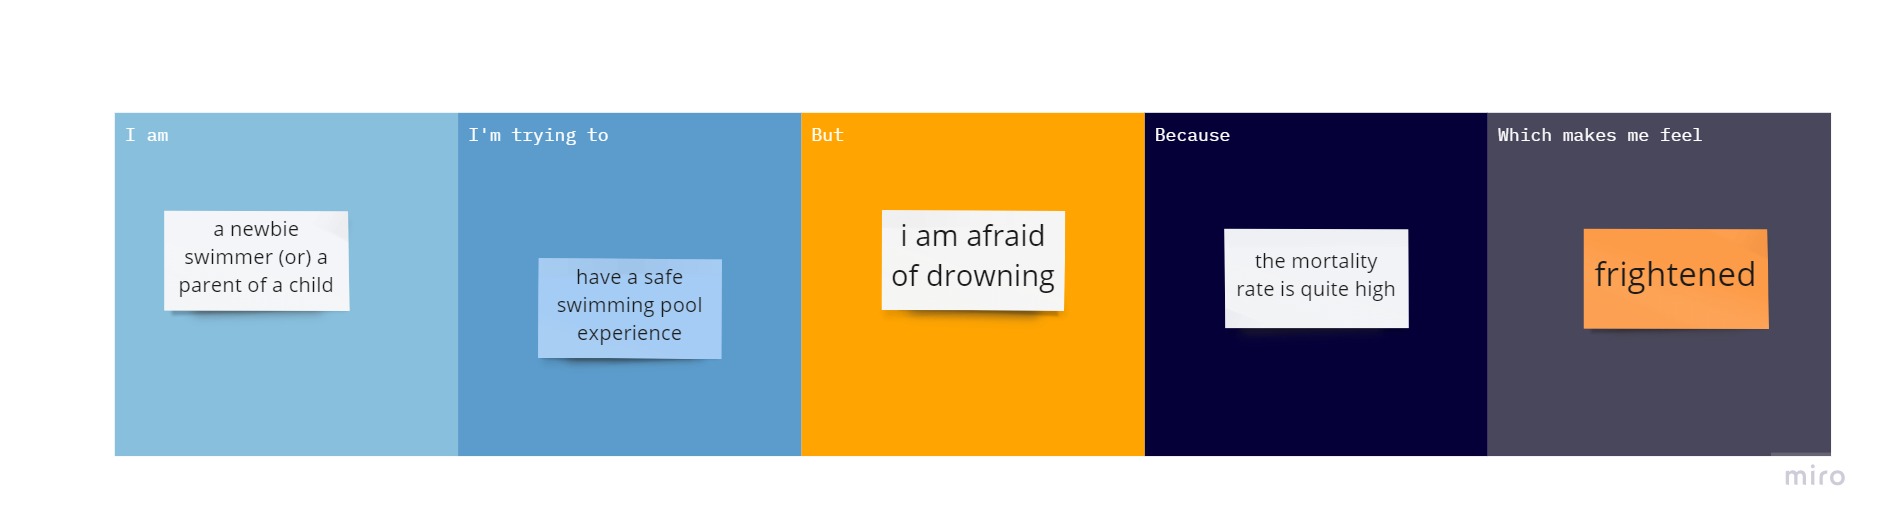 I am
a newbie
swimmer (or) a
parent of a child
I'm trying to
have a safe
swimming pool
experience
But
i am afraid
of drowning
Because
the mortality
rate is quite high
Which makes me feel
frightened
miro